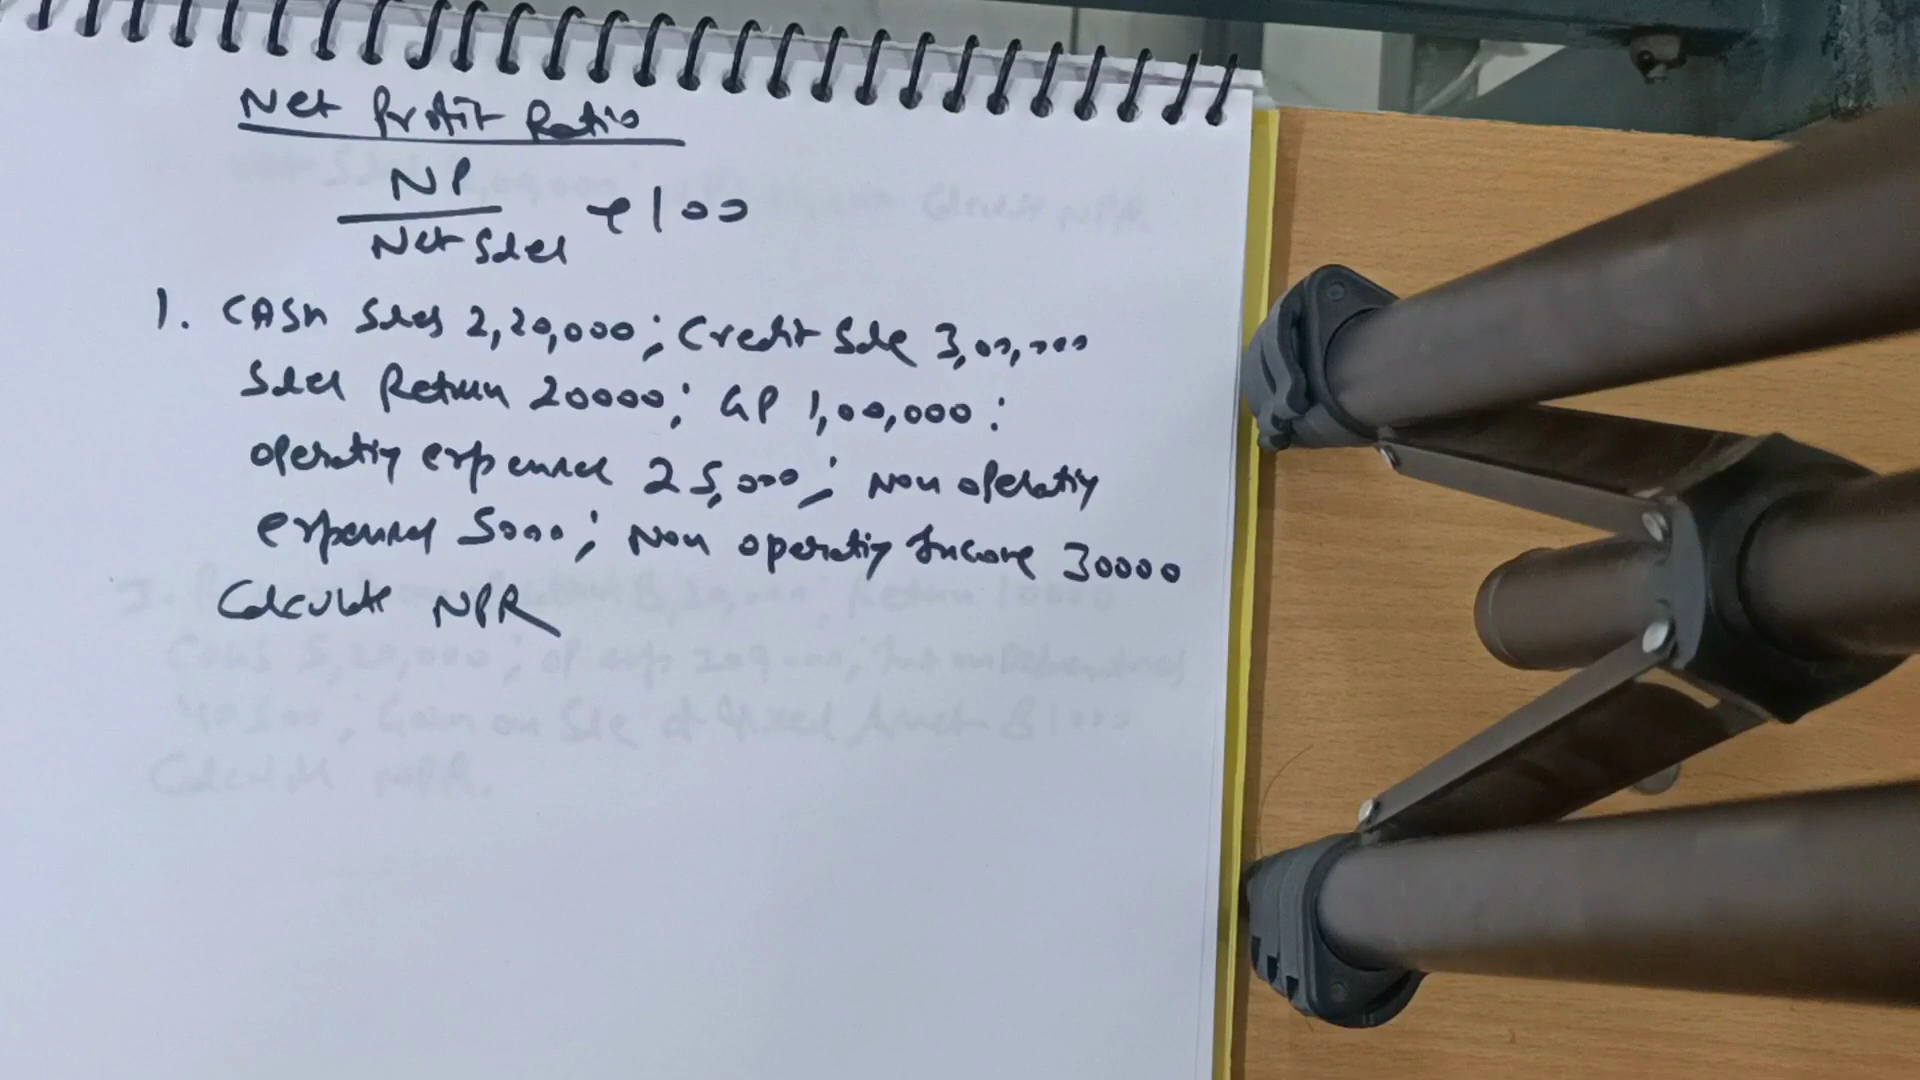 Net Profit Ratio
NP
Net Sales × 100
1. CASH Sales 2,20,000; Credit Sale 3,00,000
Sales Return 20000; GP 1,00,000:
operating expenses 25,000; Non operating
expenses 5000; Non operating Income 30000
Calculate NPR